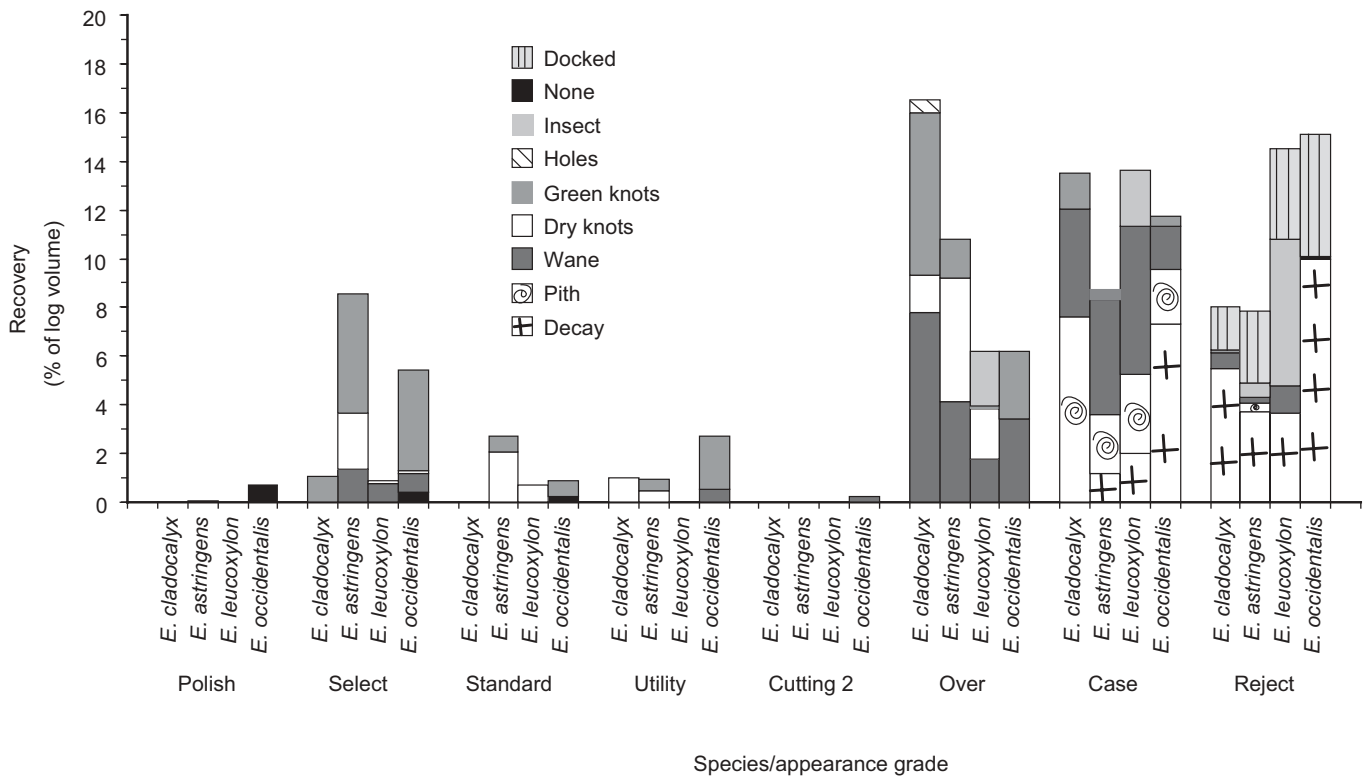 20
18
16
14
12
10
8
6
4
2
0
Recovery
(% of log volume)
Docked
None
Insect
Holes
Green knots
Dry knots
Wane
Pith
Decay
E. cladocalyx
E. astringens
E. leucoxylon
E. occidentalis
E. cladocalyx
E. astringens
E. leucoxylon
E. occidentalis
E. cladocalyx
E. astringens
E. leucoxylon
E. occidentalis
E. cladocalyx
E. astringens
E. leucoxylon
E. occidentalis
E. cladocalyx
E. astringens
E. leucoxylon
E. occidentalis
E. cladocalyx
E. astringens
E. leucoxylon
E. occidentalis
E. cladocalyx
E. astringens
E. leucoxylon
E. occidentalis
E. cladocalyx
E. astringens
E. leucoxylon
E. occidentalis
Polish
Select
Standard
Utility
Cutting 2
Over
Case
Reject
Species/appearance grade